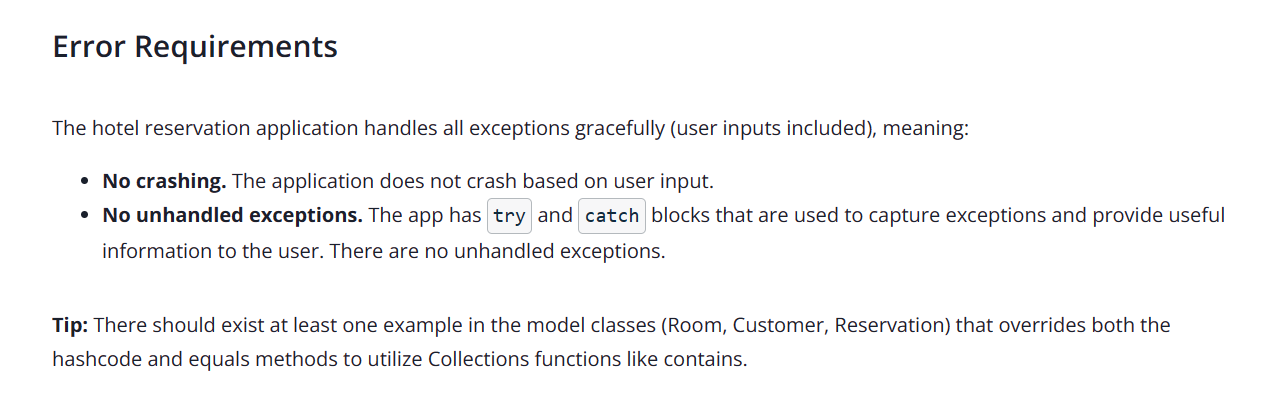 Error Requirements
The hotel reservation application handles all exceptions gracefully (user inputs included), meaning:
• No crashing. The application does not crash based on user input.
• No unhandled exceptions. The app has try and catch blocks that are used to capture exceptions and provide useful
information to the user. There are no unhandled exceptions.
Tip: There should exist at least one example in the model classes (Room, Customer, Reservation) that overrides both the
hashcode and equals methods to utilize Collections functions like contains.